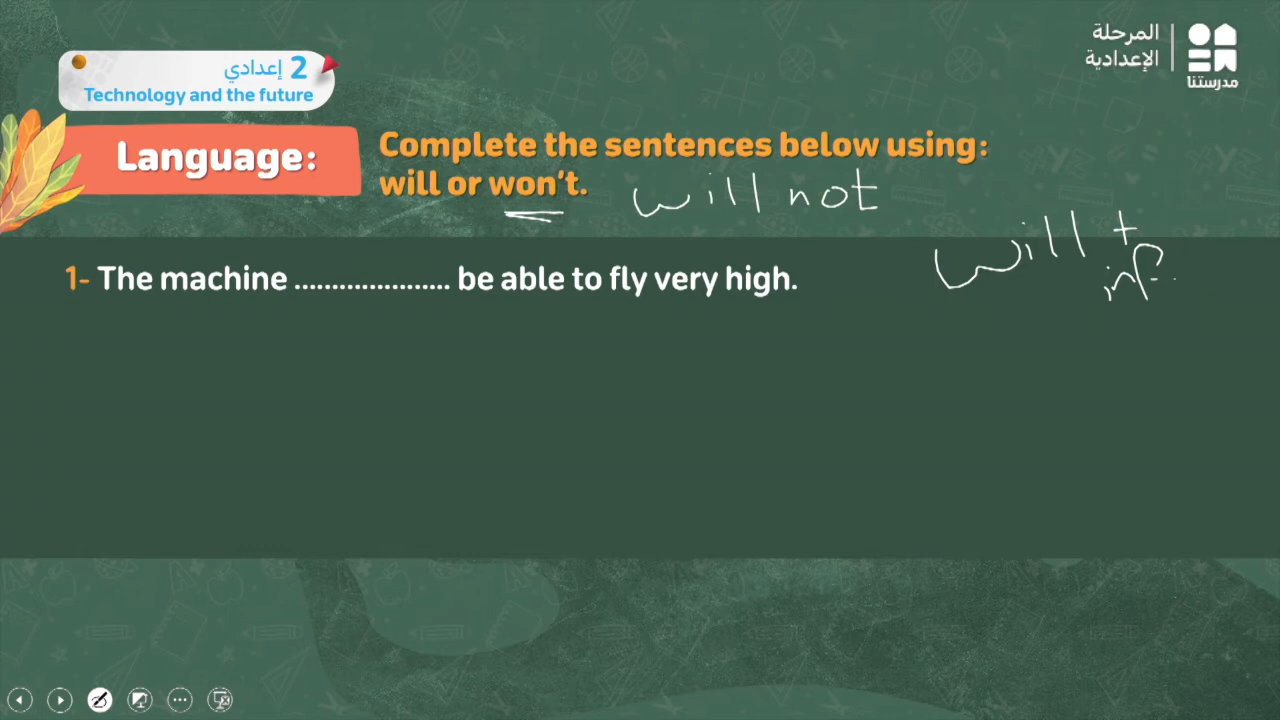 المرحلة
الإعدادية
مدرستنا
2 إعدادي
Technology and the future
Language:
Complete the sentences below using:
will or won't.
will not
will +
inf..
1- The machine ..................... be able to fly very high.